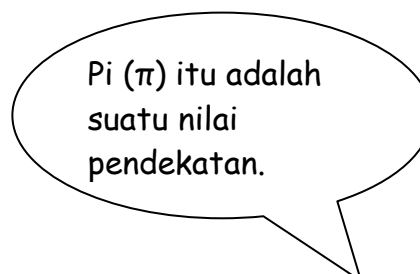 Pi (π) itu adalah
suatu nilai
pendekatan.